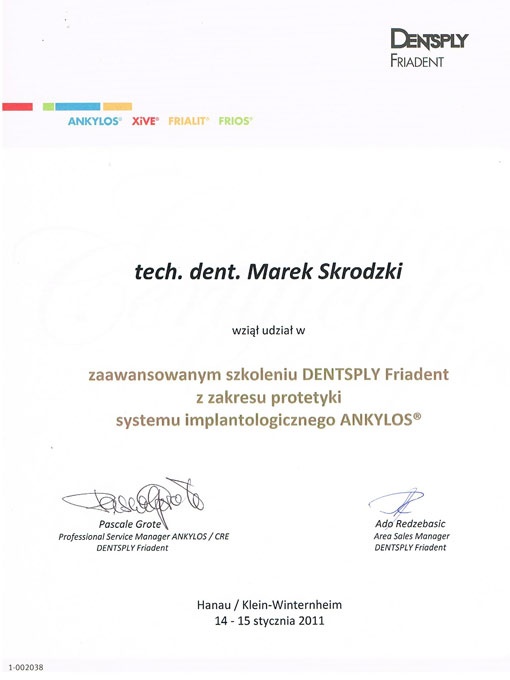 DENTSPLY
FRIADENT
ANKYLOS® XiVE® FRIALIT® FRIOS®
tech. dent. Marek Skrodzki
wziął udział w
zaawansowanym szkoleniu DENTSPLY Friadent
z zakresu protetyki
systemu implantologicznego ANKYLOS®
Pascale Grote
Professional Service Manager ANKYLOS / CRE
DENTSPLY Friadent
Ado Redzebasic
Area Sales Manager
DENTSPLY Friadent
Hanau / Klein-Winternheim
14 - 15 stycznia 2011
1-002038